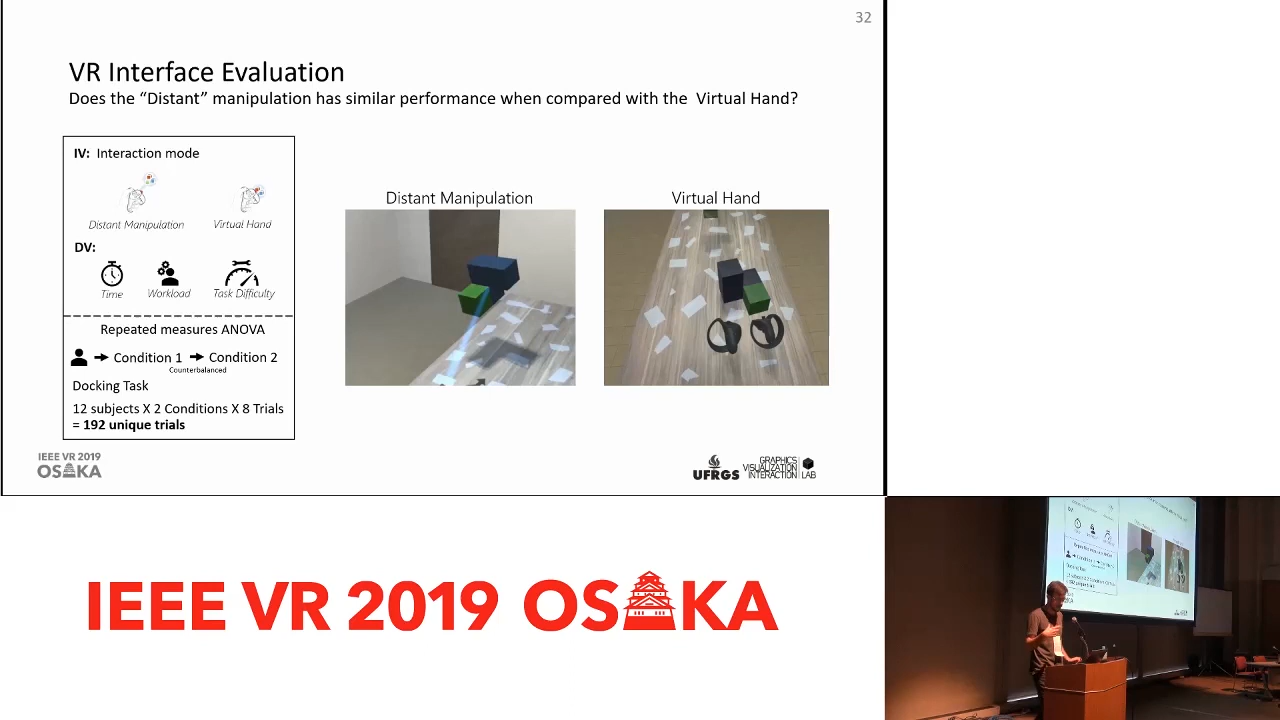 32
VR Interface Evaluation
Does the “Distant” manipulation has similar performance when compared with the Virtual Hand?
IV: Interaction mode
Distant Manipulation Virtual Hand
DV:
Time Workload Task Difficulty
Repeated measures ANOVA
Condition 1 Condition 2
Counterbalanced
Docking Task
12 subjects X 2 Conditions X 8 Trials
= 192 unique trials
Distant Manipulation
Virtual Hand
IEEE VR 2019
OSAKA
UFRGS
GRAPHICS
VISUALIZATION
INTERACTION LAB
IEEE VR 2019 OSAKA